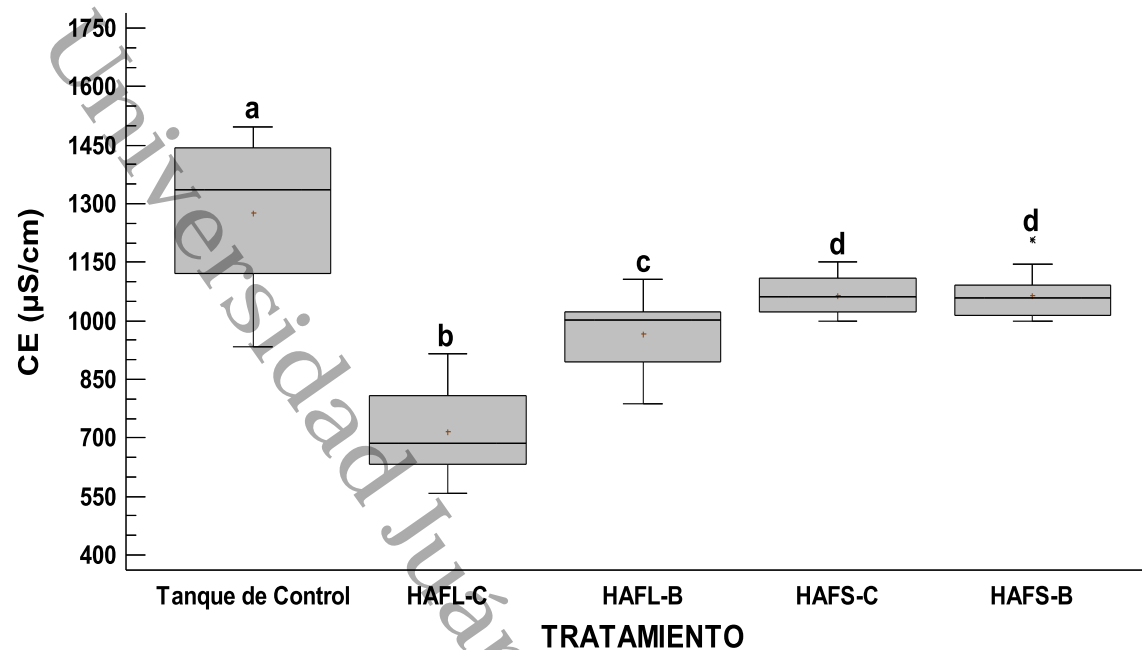 1750
1600
1450
1300
1150
1000
850
700
550
400
CE (µS/cm)
a
b
c
d
d
Tanque de Control
HAFL-C
HAFL-B
HAFS-C
HAFS-B
TRATAMIENTO
Universidad Juár